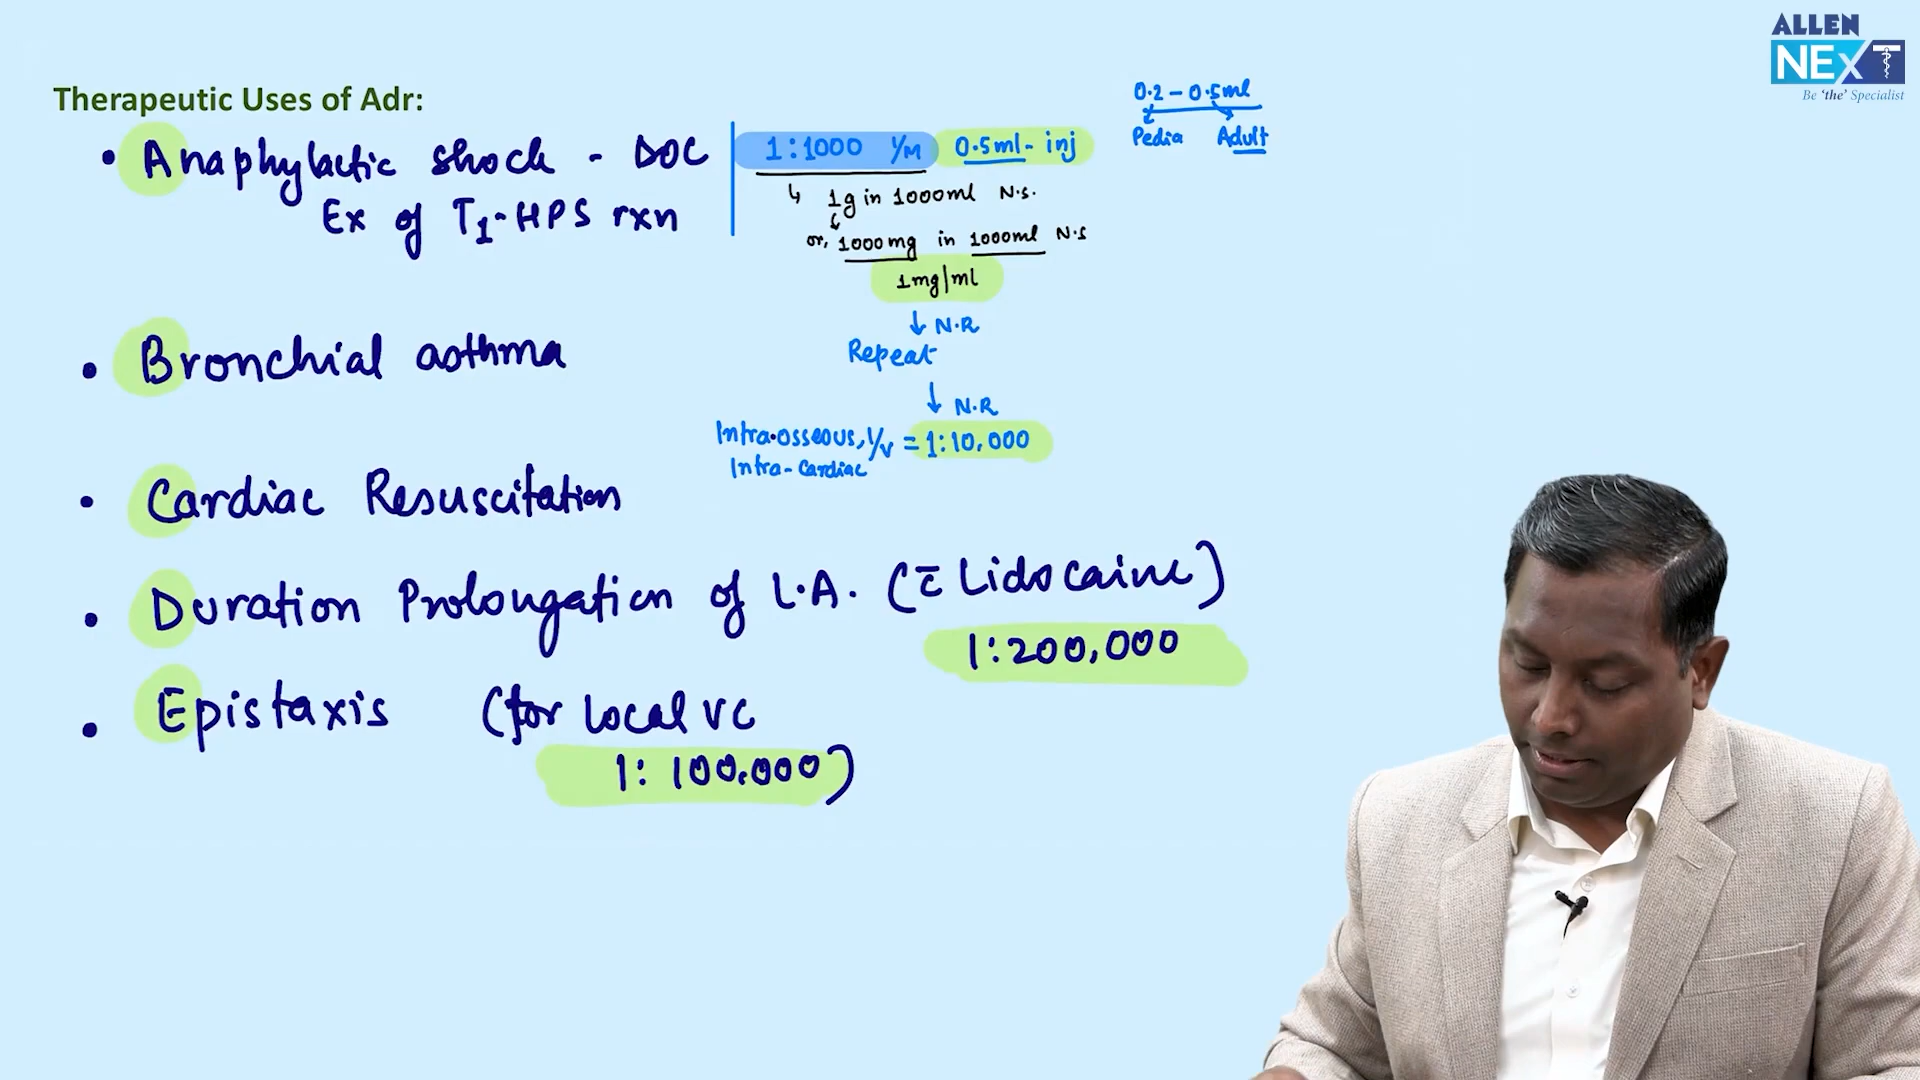 ALLEN
NExT
Be 'the' Specialist
Therapeutic Uses of Adr:
• Anaphylactic shock - DOC
Ex of T1-HPS rxn
1:1000 I/M 0.5ml- inj
0.2 - 0.5ml
Pedia Adult
↳ 1g in 1000ml N.S.
or, 1000mg in 1000ml N.S
1mg/ml
↓ N.R
Repeat
↓ N.R
Intra-osseous, I/V = 1:10,000
Intra-cardiac
• Bronchial asthma
• Cardiac Resuscitation
• Duration Prolongation of L.A. (c̄ Lidocaine)
1:200,000
• Epistaxis (for local VC
1: 100,000)